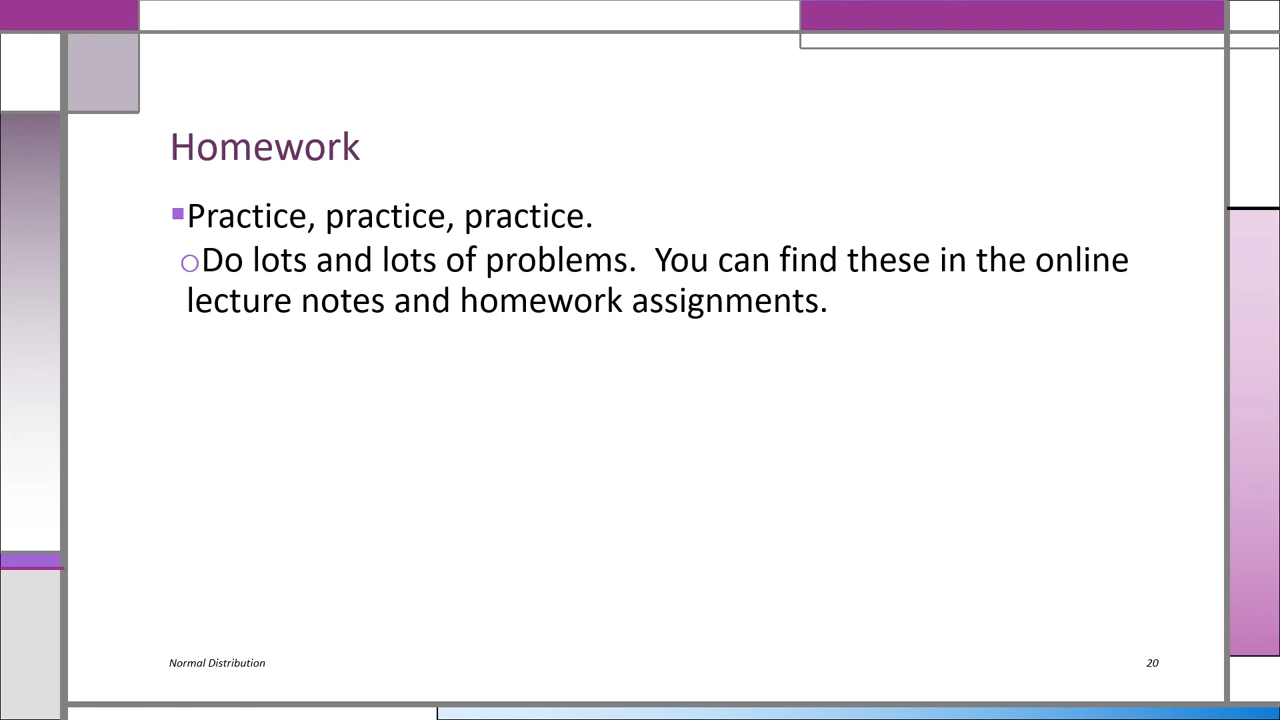 Homework
▪Practice, practice, practice.
○Do lots and lots of problems.  You can find these in the online
lecture notes and homework assignments.
Normal Distribution
20